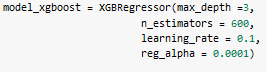 model_xgboost = XGBRegressor(max_depth =3,
n_estimators = 600,
learning_rate = 0.1,
reg_alpha = 0.0001)